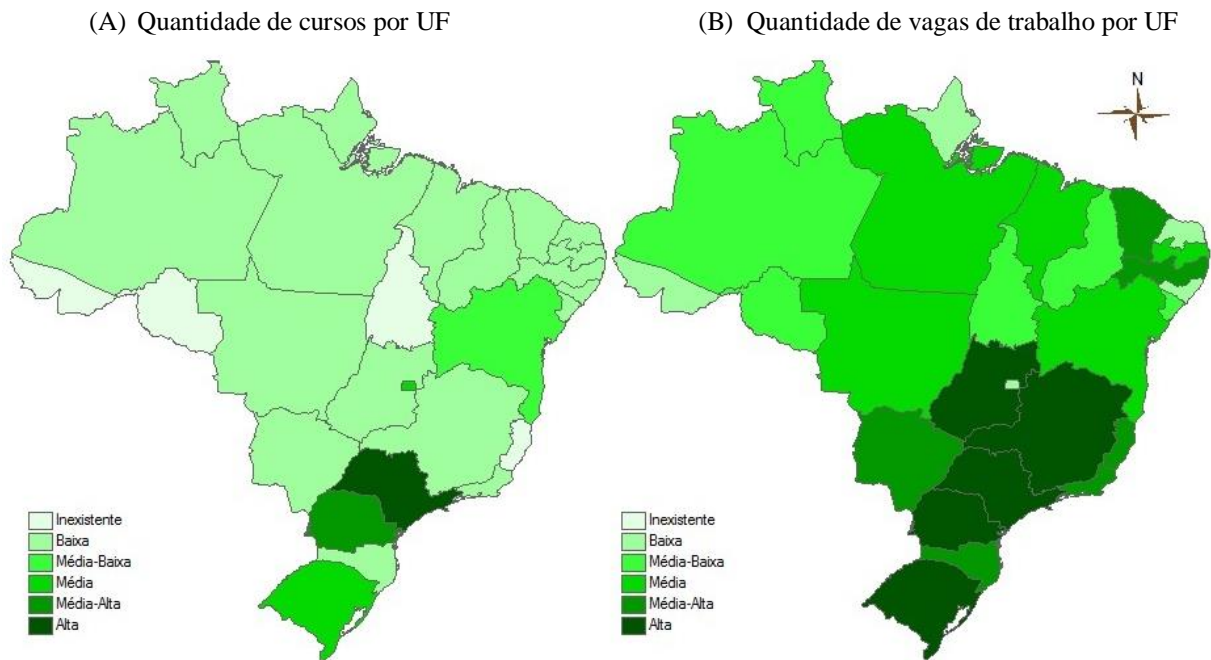 (A) Quantidade de cursos por UF
Inexistente
Baixa
Média-Baixa
Média
Média-Alta
Alta
(B) Quantidade de vagas de trabalho por UF
N
Inexistente
Baixa
Média-Baixa
Média
Média-Alta
Alta